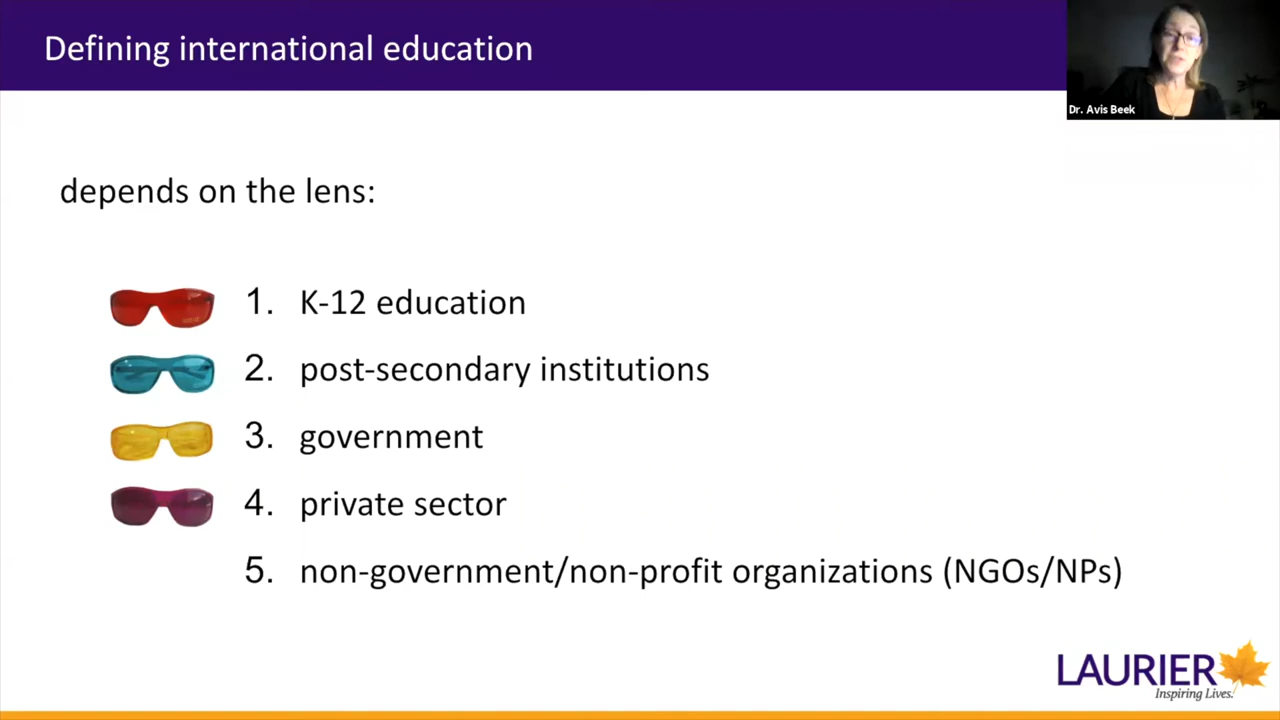 Defining international education
Dr. Avis Beek
depends on the lens:
1. K-12 education
2. post-secondary institutions
3. government
4. private sector
5. non-government/non-profit organizations (NGOs/NPs)
LAURIER
Inspiring Lives.